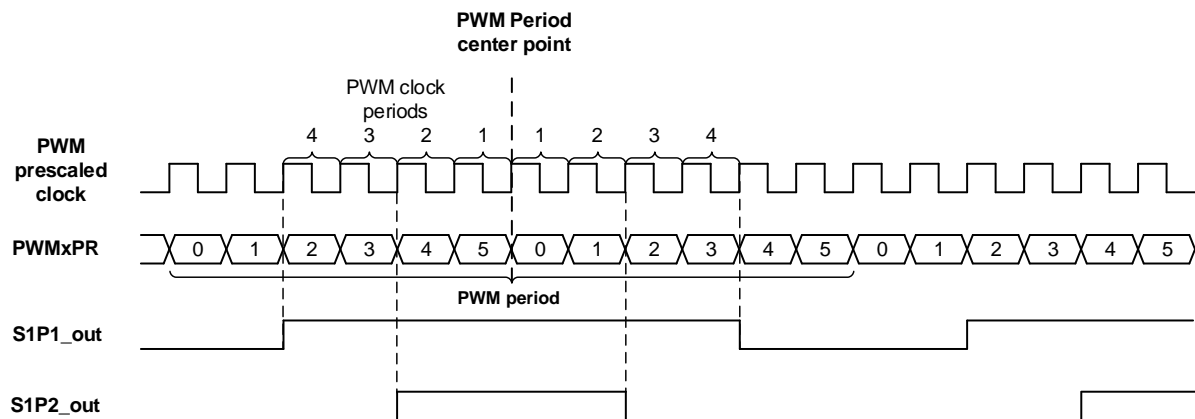 PWM Period
center point
PWM clock
periods
4 3 2 1 1 2 3 4
PWM
prescaled
clock
PWMxPR 0 1 2 3 4 5 0 1 2 3 4 5 0 1 2 3 4 5
PWM period
S1P1_out
S1P2_out